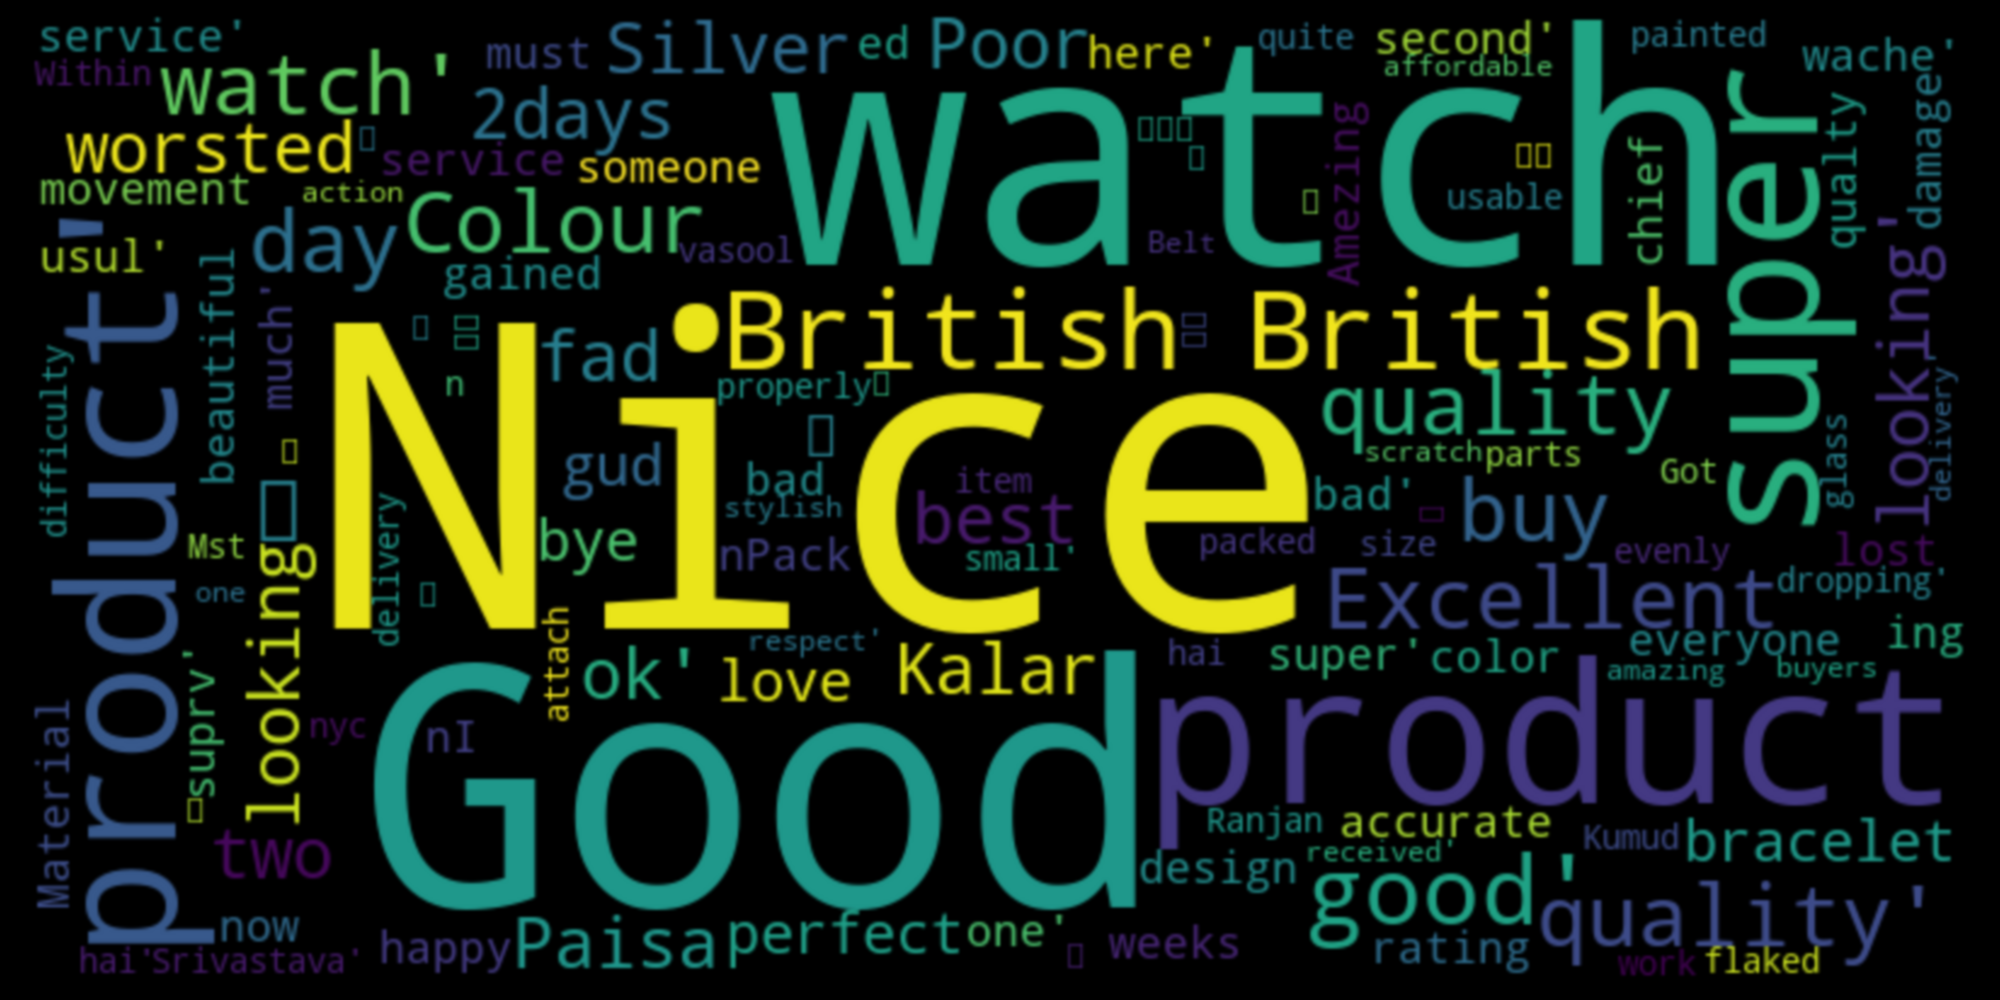 service' must Silver ed Poor here' quite second' painted wache'
Within watch' affordable
2days watch super
worsted service someone Amezing usable chief quality damage'
movement action Colour vasool Belt
product' usul' day gained looking'
beautiful much' fad British British
difficulty n Nice properly quality delivery
gud bad item scratch parts Got glass
stylish best bad' buy
Mst looking delivery bye nPack small' packed size evenly lost
one Excellent dropping'
attach respect' hai super' color everyone ing
ok' love Kalar amazing buyers
Material suprv' nyc nI Good product
two Ranjan accurate Kumud bracelet
design received' good' quality'
now happy Paisa perfect one' weeks rating
hai' Srivastava' work flaked